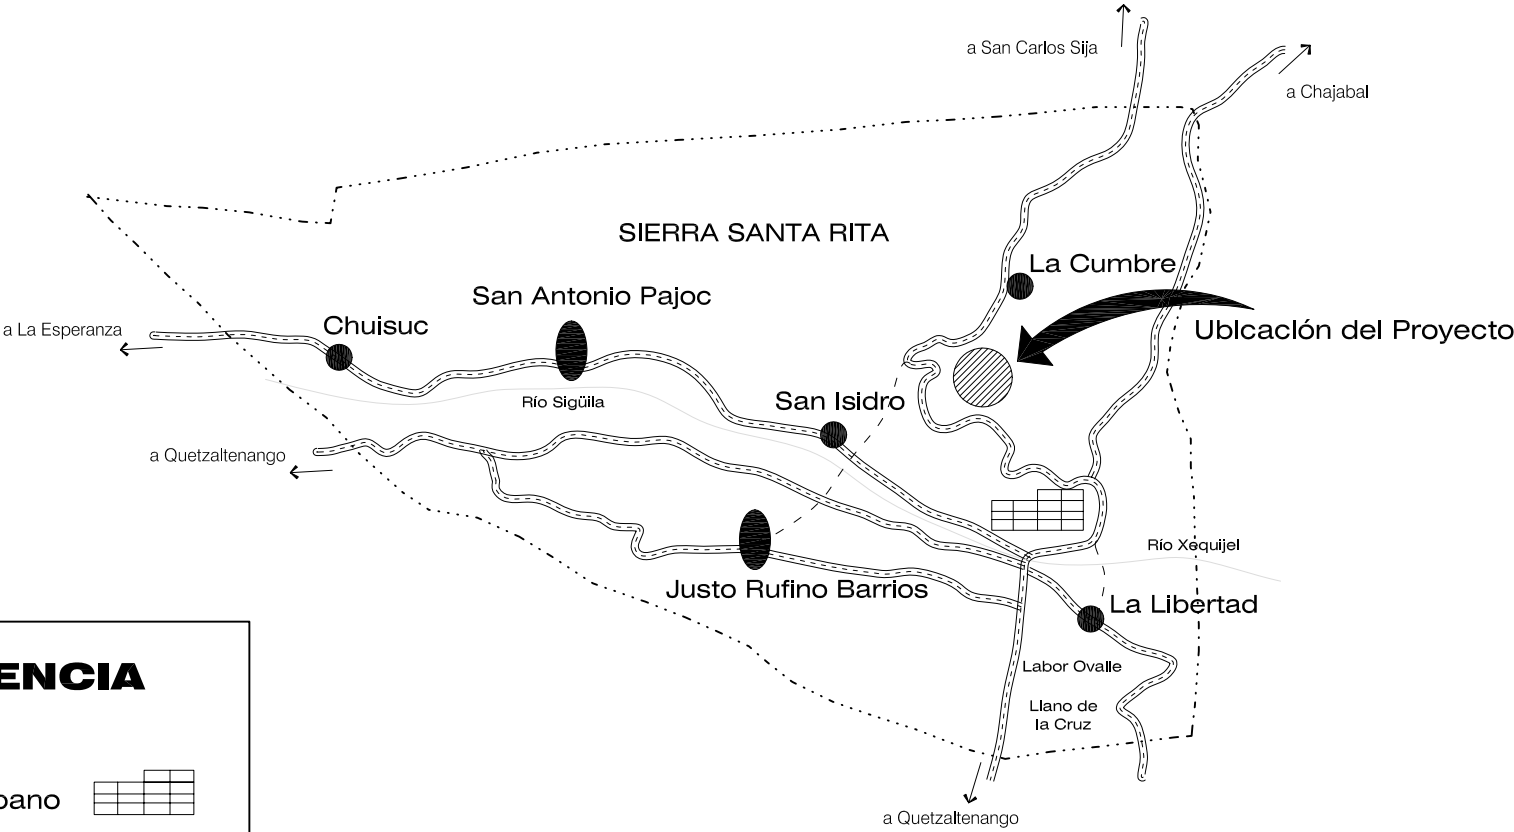 a San Carlos Sija
a Chajabal
SIERRA SANTA RITA
La Cumbre
San Antonio Pajoc
Chuisuc
a La Esperanza
Ubicación del Proyecto
Río Sigüila
San Isidro
a Quetzaltenango
Río Xequijel
Justo Rufino Barrios
La Libertad
Labor Ovalle
Llano de
la Cruz
ENCIA
bano
a Quetzaltenango